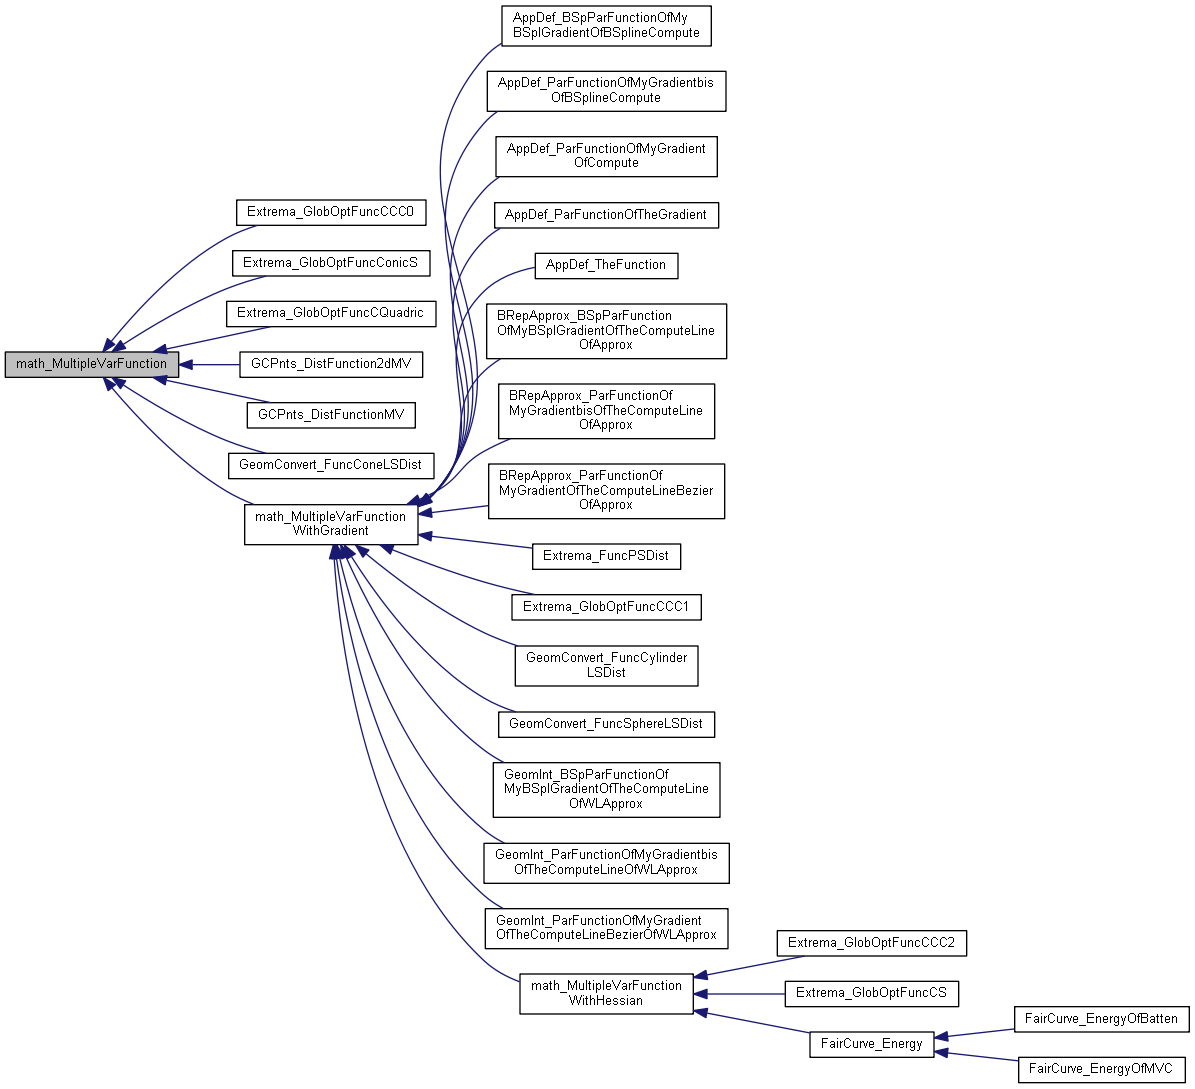 AppDef_BSpParFunctionOfMy
BSplGradientOfBSplineCompute
AppDef_ParFunctionOfMyGradientbis
OfBSplineCompute
AppDef_ParFunctionOfMyGradient
OfCompute
Extrema_GlobOptFuncCCC0
AppDef_ParFunctionOfTheGradient
Extrema_GlobOptFuncConicS
AppDef_TheFunction
Extrema_GlobOptFuncCQuadric
BRepApprox_BSpParFunction
OfMyBSplGradientOfTheComputeLine
OfApprox
math_MultipleVarFunction
GCPnts_DistFunction2dMV
GCPnts_DistFunctionMV
BRepApprox_ParFunctionOf
MyGradientbisOfTheComputeLine
OfApprox
GeomConvert_FuncConeLSDist
BRepApprox_ParFunctionOf
MyGradientOfTheComputeLineBezier
OfApprox
math_MultipleVarFunction
WithGradient
Extrema_FuncPSDist
Extrema_GlobOptFuncCCC1
GeomConvert_FuncCylinder
LSDist
GeomConvert_FuncSphereLSDist
GeomInt_BSpParFunctionOf
MyBSplGradientOfTheComputeLine
OfWLApprox
GeomInt_ParFunctionOfMyGradientbis
OfTheComputeLineOfWLApprox
GeomInt_ParFunctionOfMyGradient
OfTheComputeLineBezierOfWLApprox
math_MultipleVarFunction
WithHessian
Extrema_GlobOptFuncCCC2
Extrema_GlobOptFuncCS
FairCurve_Energy
FairCurve_EnergyOfBatten
FairCurve_EnergyOfMVC